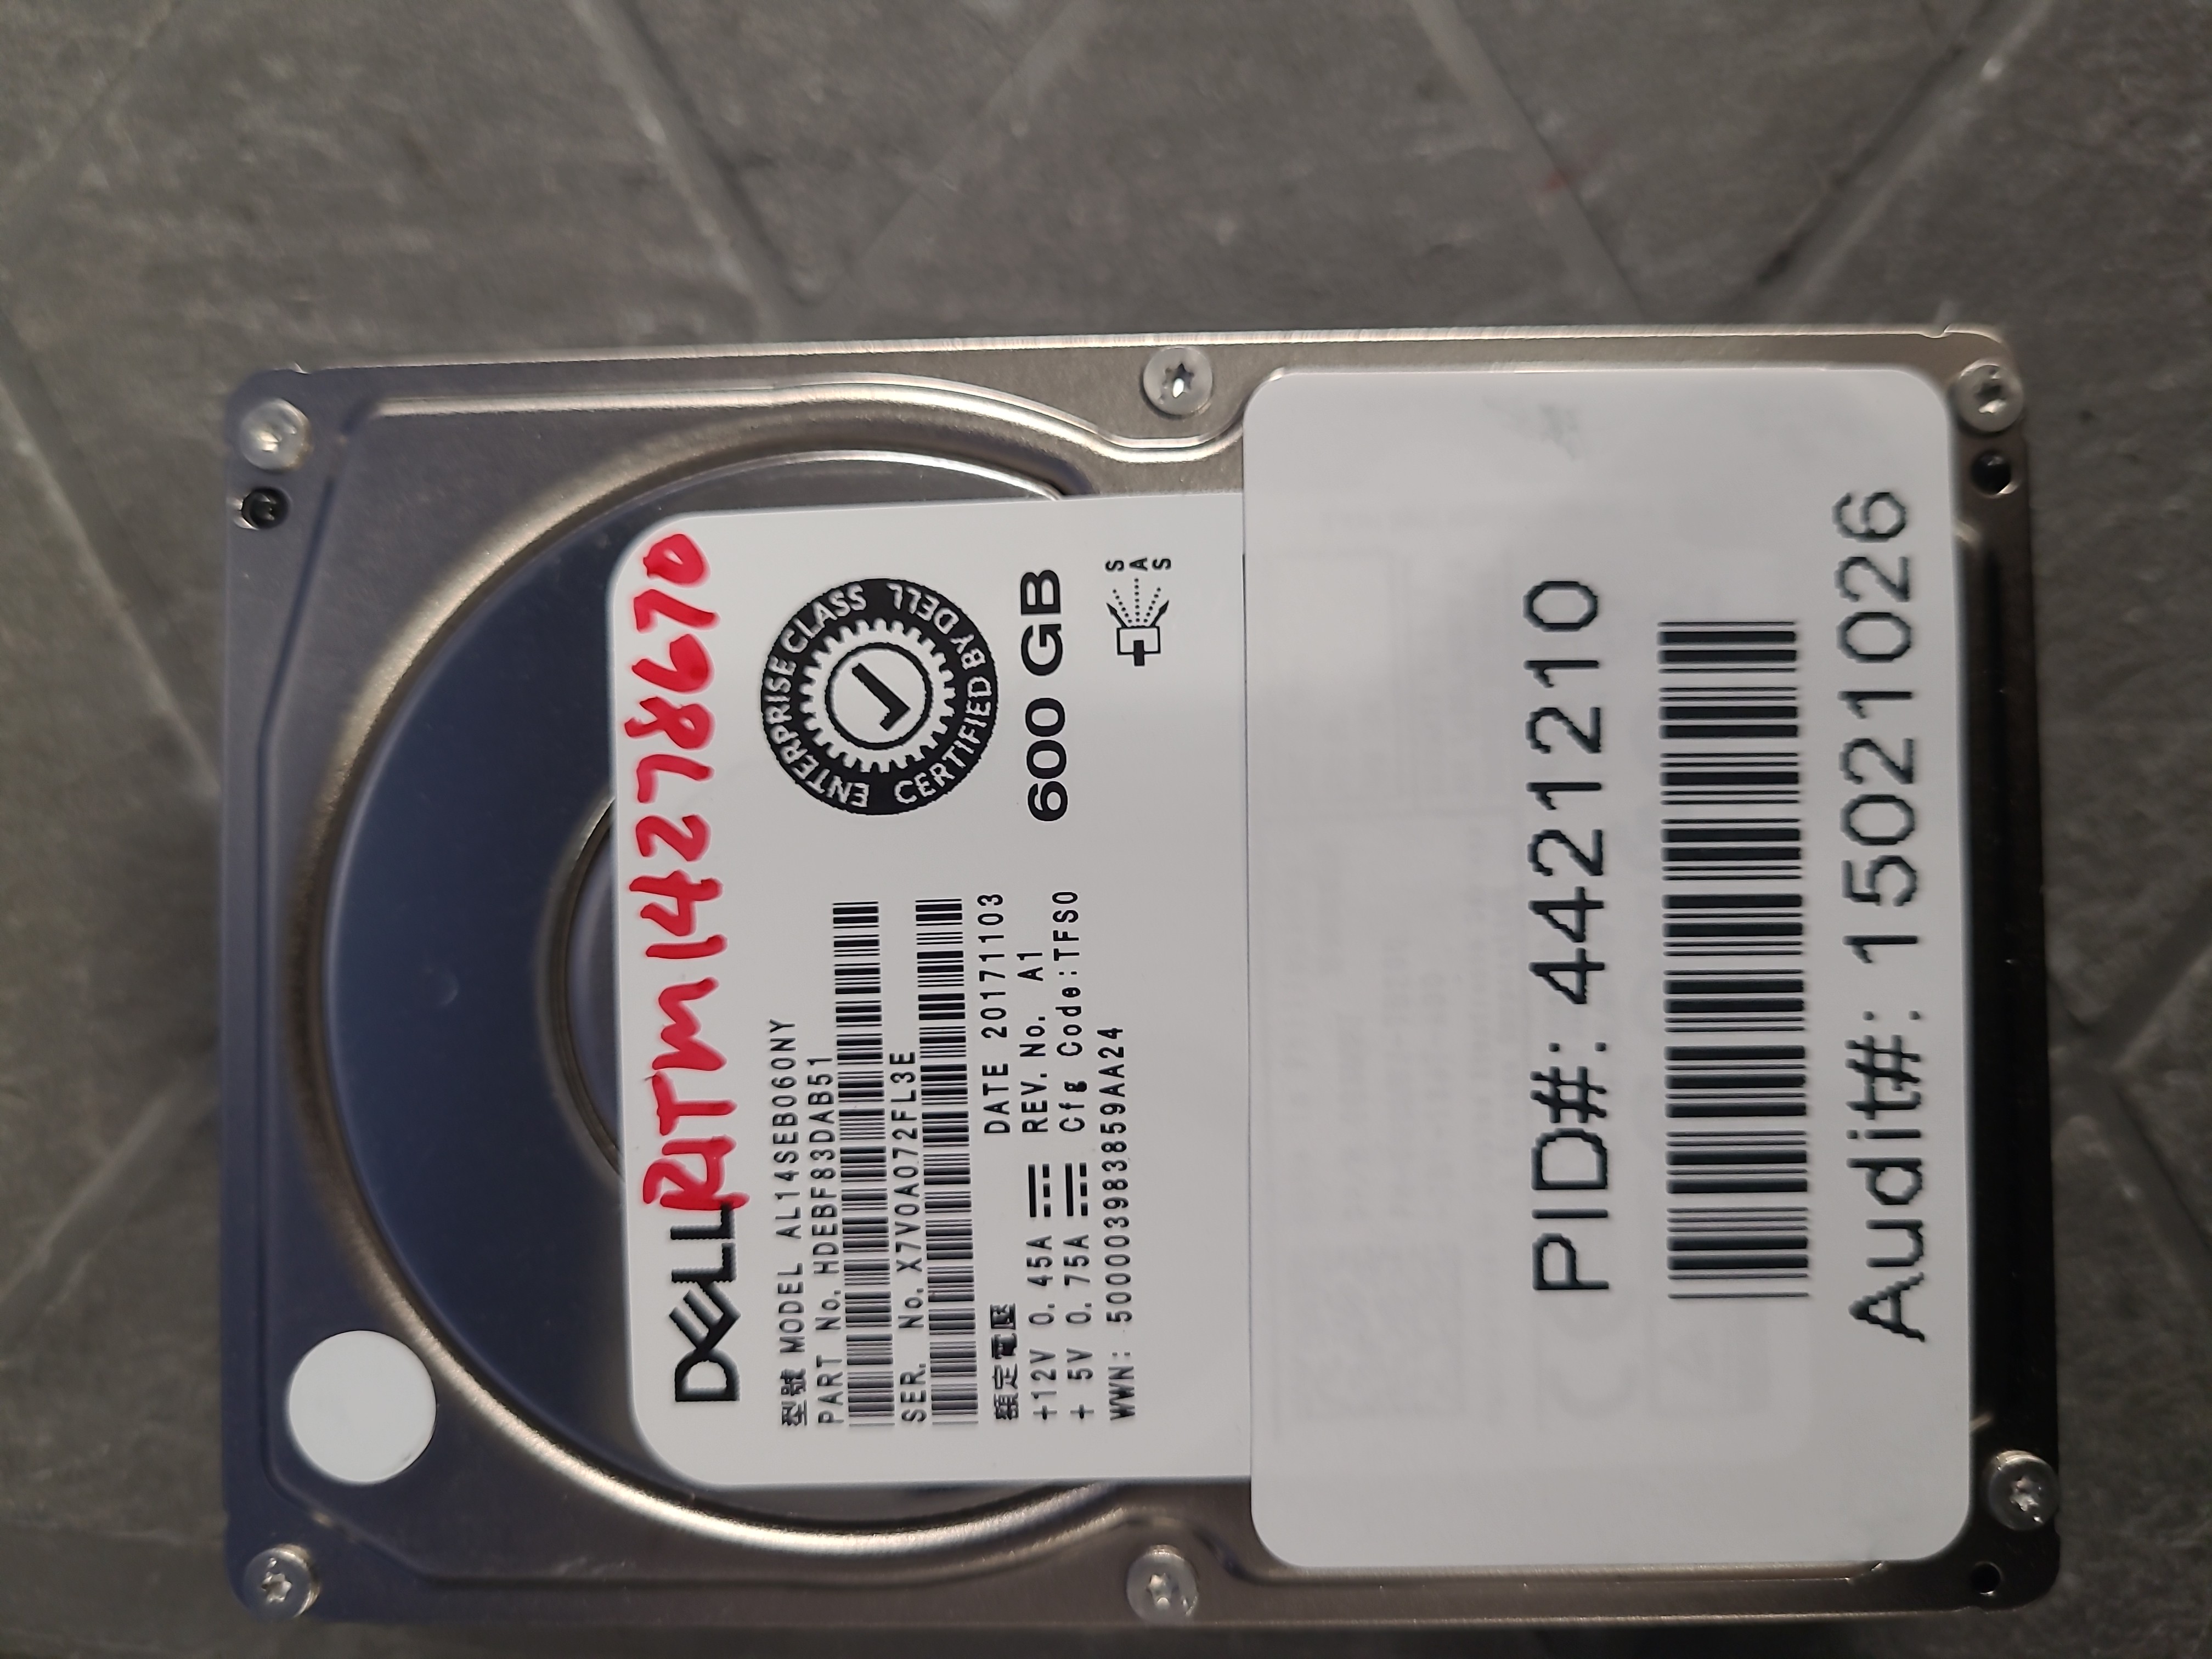 DELL RITM14278670
型號 MODEL AL14SEB060NY
PART No. HDEBF83DAB51
SER. No. X7V0A072FL3E
額定電壓 DATE 20171103
+12V 0.45A REV. No. A1
+ 5V 0.75A Cfg Code:TFS0
WWN: 500003983859AA24
ENTERPRISE CLASS
CERTIFIED BY DELL
600 GB
SAS
PID#: 4421210
Audit#: 15021026